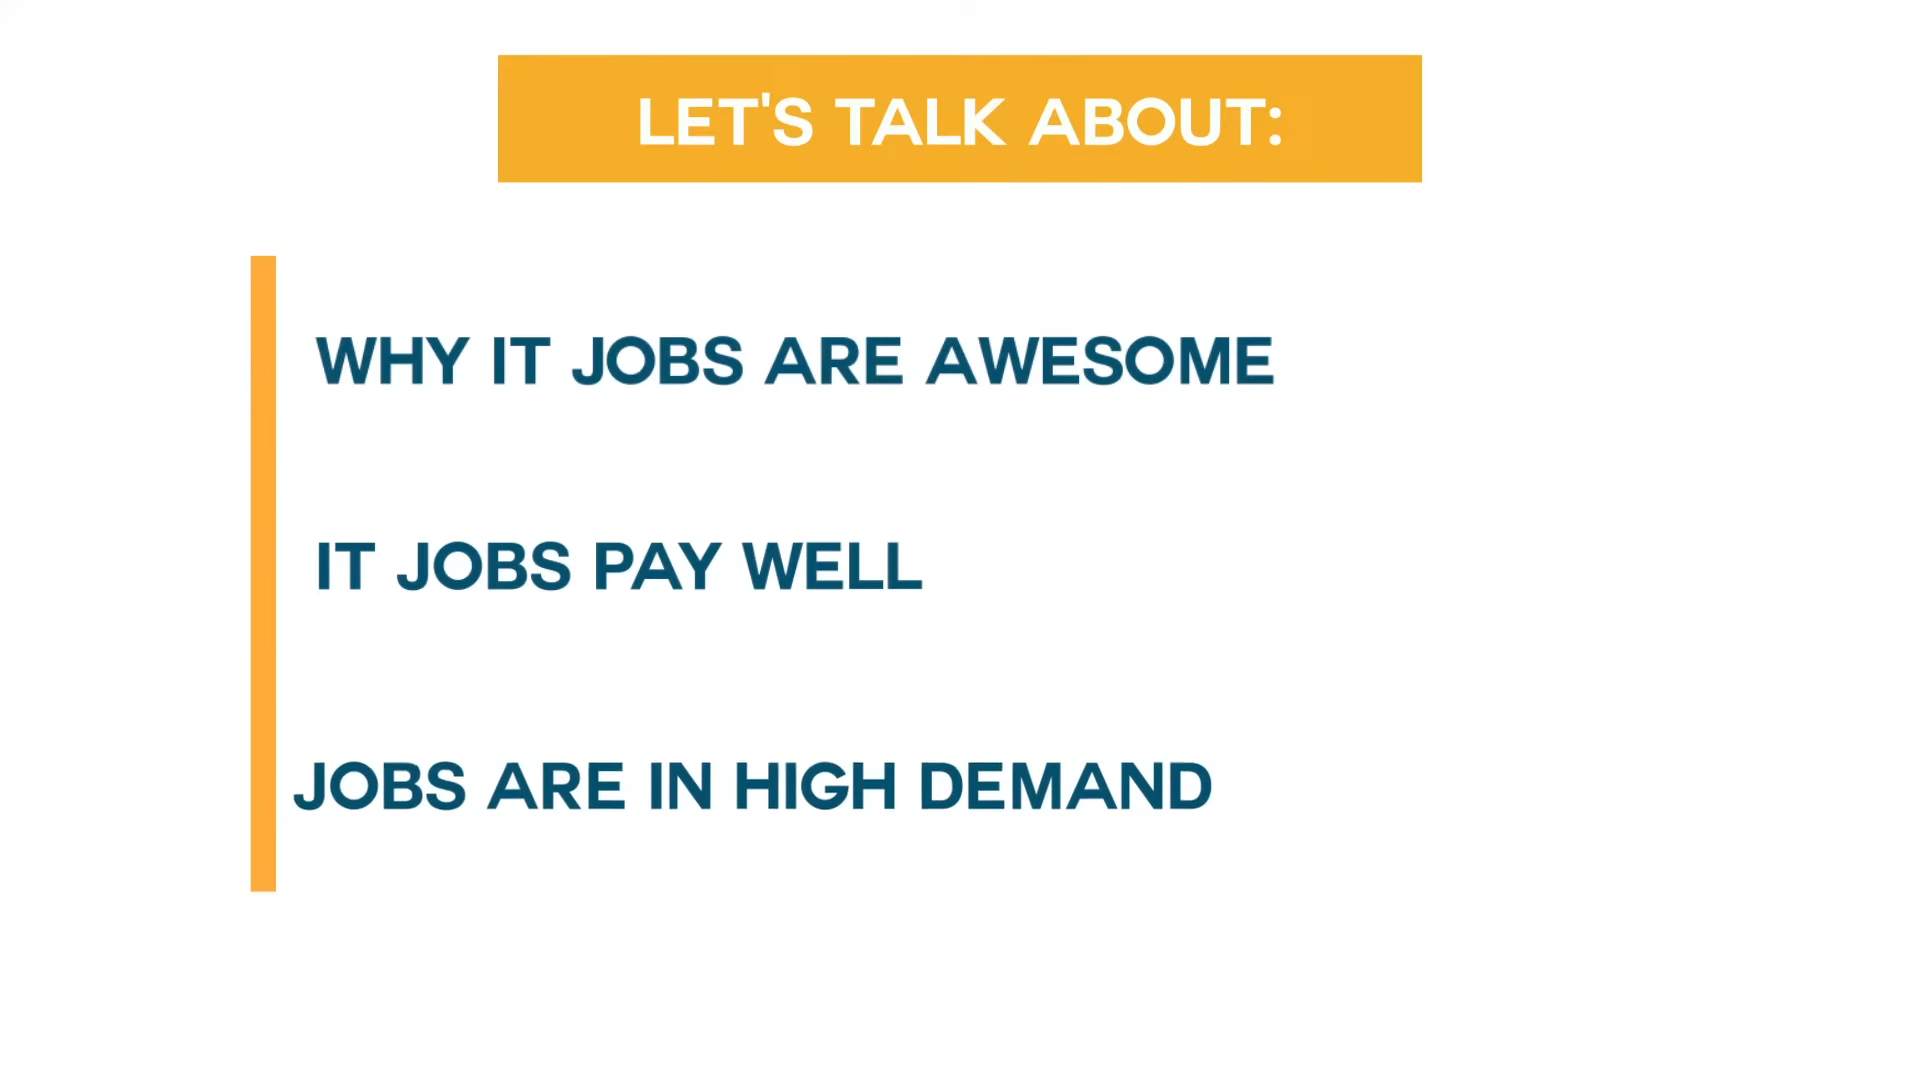 LET'S TALK ABOUT:
WHY IT JOBS ARE AWESOME
IT JOBS PAY WELL
JOBS ARE IN HIGH DEMAND